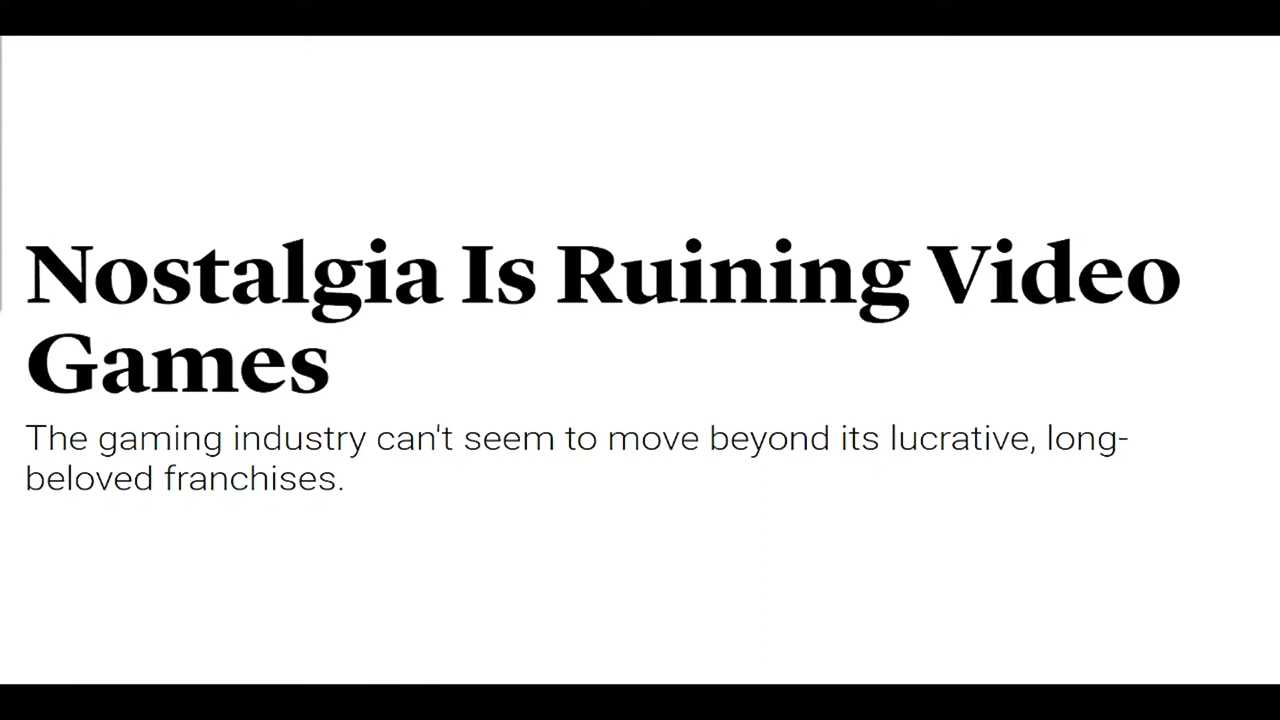 Nostalgia Is Ruining Video
Games
The gaming industry can't seem to move beyond its lucrative, long-
beloved franchises.